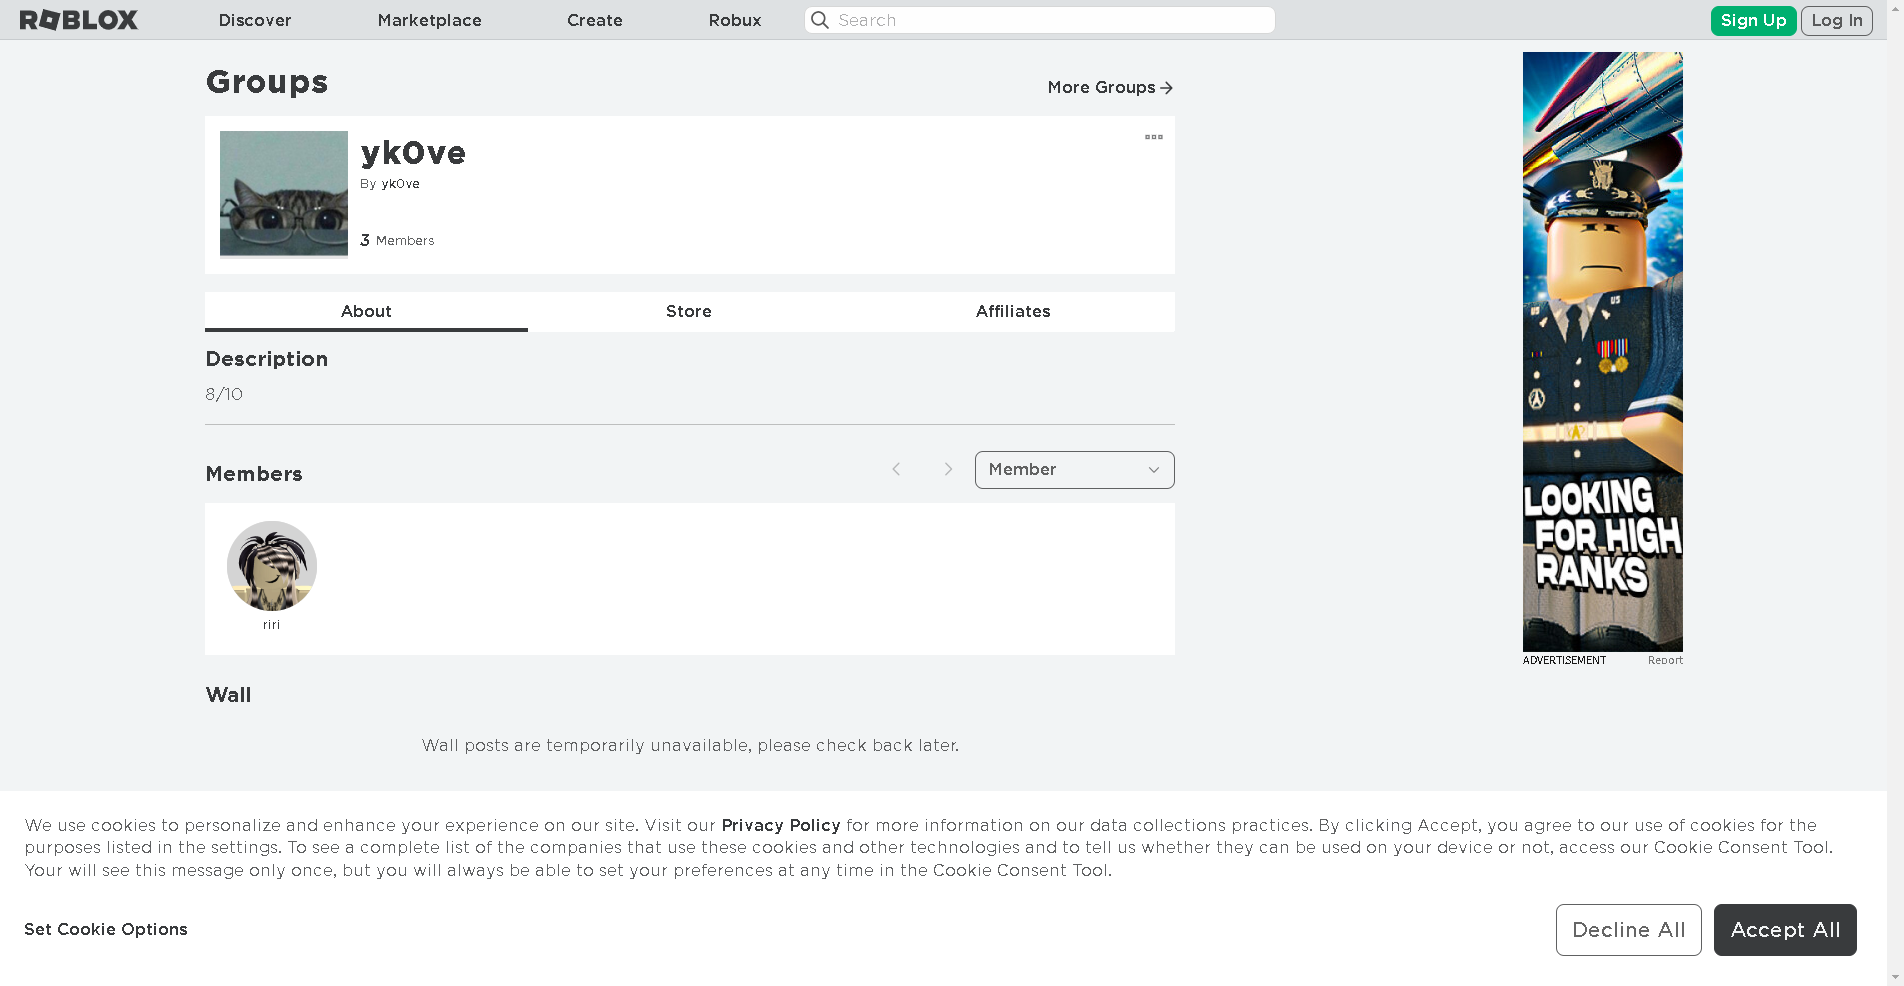 ROBLOX
Discover
Marketplace
Create
Robux
Search
Sign Up
Log In
Groups
More Groups
yk0ve
By yk0ve
3 Members
About
Store
Affiliates
Description
8/10
Members
Member
riri
Wall
Wall posts are temporarily unavailable, please check back later.
US
US
LOOKING
FOR HIGH
RANKS
ADVERTISEMENT
Report
We use cookies to personalize and enhance your experience on our site. Visit our Privacy Policy for more information on our data collections practices. By clicking Accept, you agree to our use of cookies for the
purposes listed in the settings. To see a complete list of the companies that use these cookies and other technologies and to tell us whether they can be used on your device or not, access our Cookie Consent Tool.
Your will see this message only once, but you will always be able to set your preferences at any time in the Cookie Consent Tool.
Set Cookie Options
Decline All
Accept All